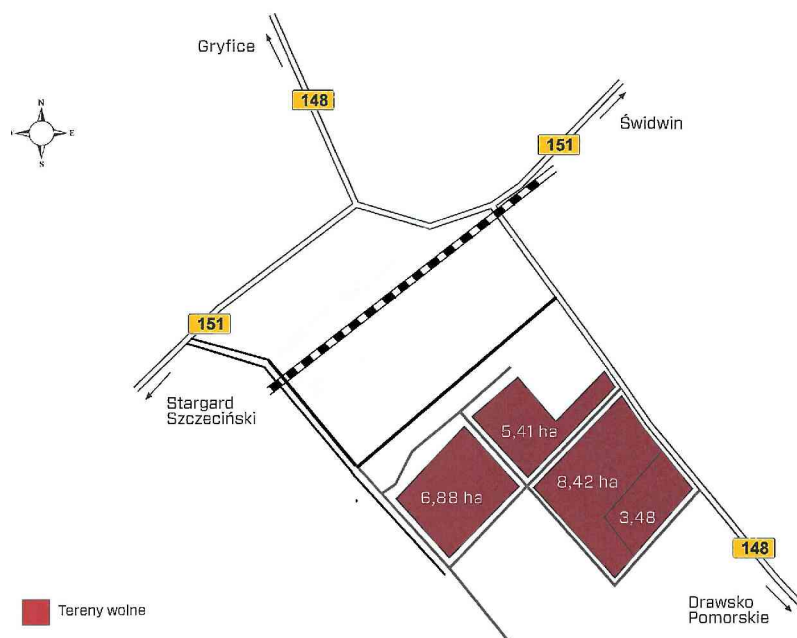 Gryfice
148
N
E
S
Świdwin
151
151
Stargard
Szczeciński
5,41 ha
8,42 ha
6,88 ha
3,48
148
Tereny wolne
Drawsko
Pomorskie